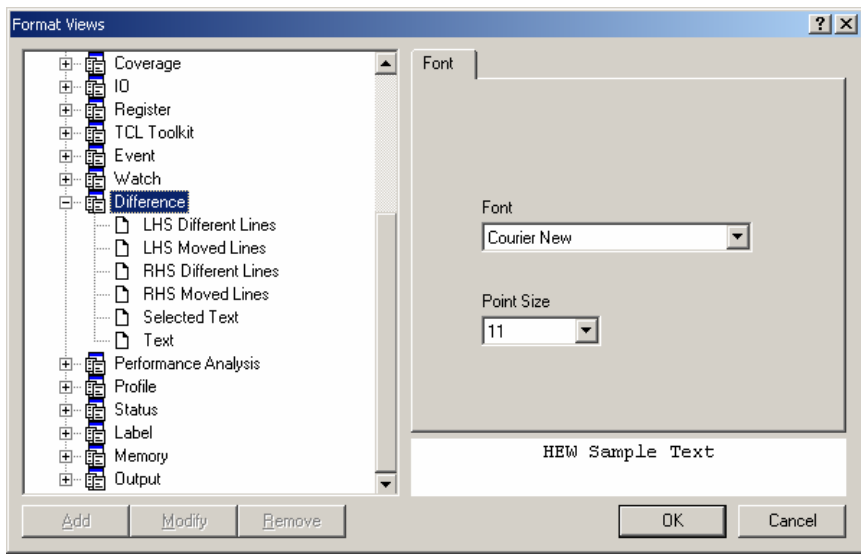 Format Views
Coverage
IO
Register
TCL Toolkit
Event
Watch
Difference
LHS Different Lines
LHS Moved Lines
RHS Different Lines
RHS Moved Lines
Selected Text
Text
Performance Analysis
Profile
Status
Label
Memory
Output
Add Modify Remove
Font
Font
Courier New
Point Size
11
HEW Sample Text
OK Cancel